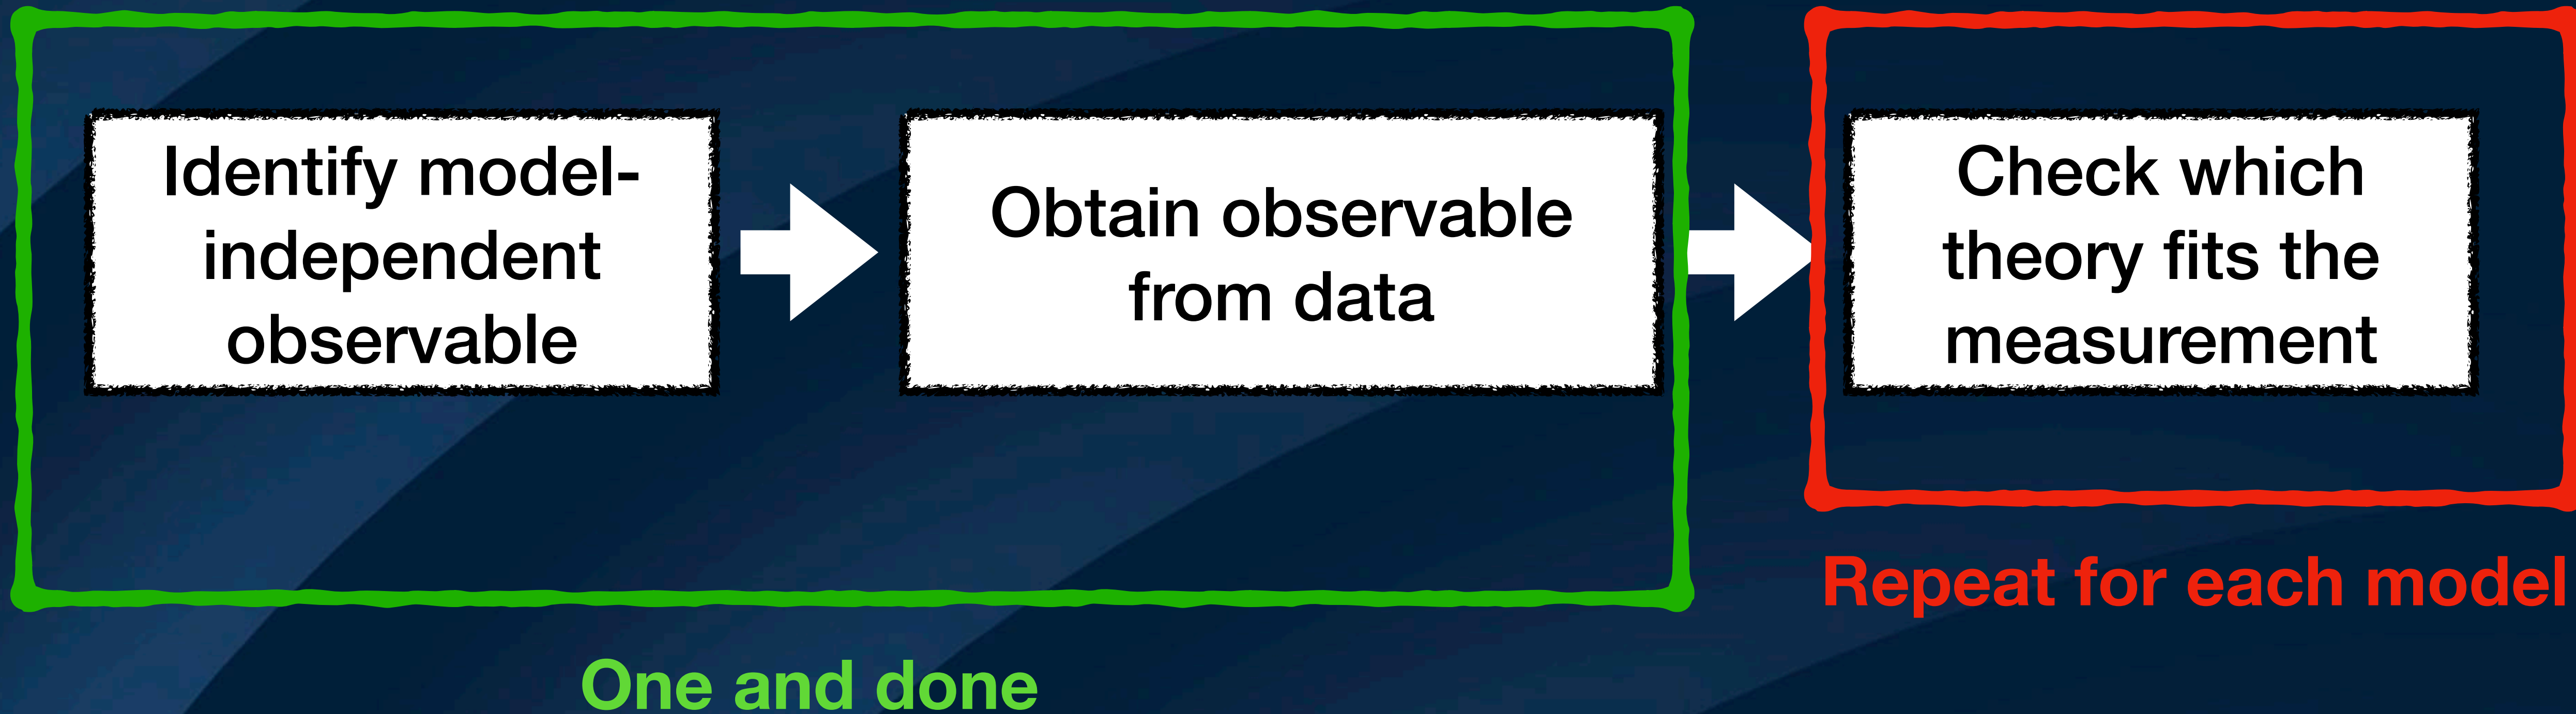 Identify model-
independent
observable
Obtain observable
from data
Check which
theory fits the
measurement
Repeat for each model
One and done